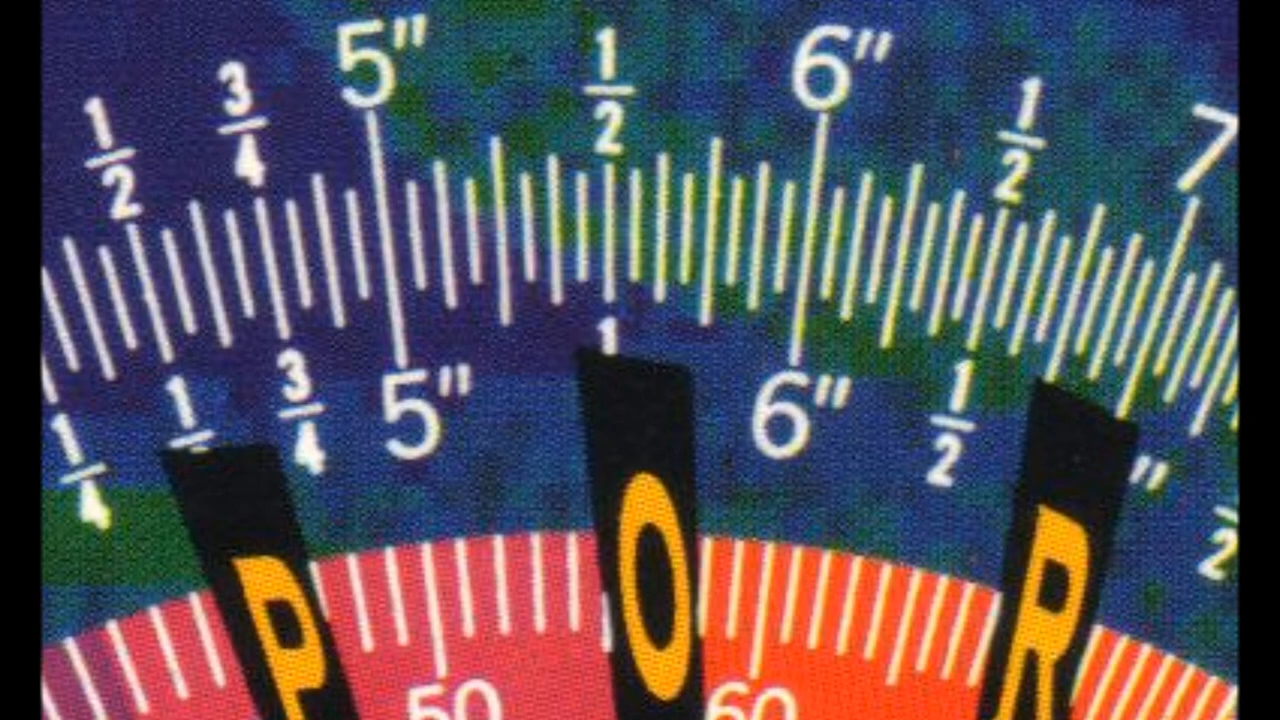 1/2 3/4 5" 1/2 6" 1/2 7
1/4 1 3/4 5" 1 6" 1/2 " 2
P O R
50 60